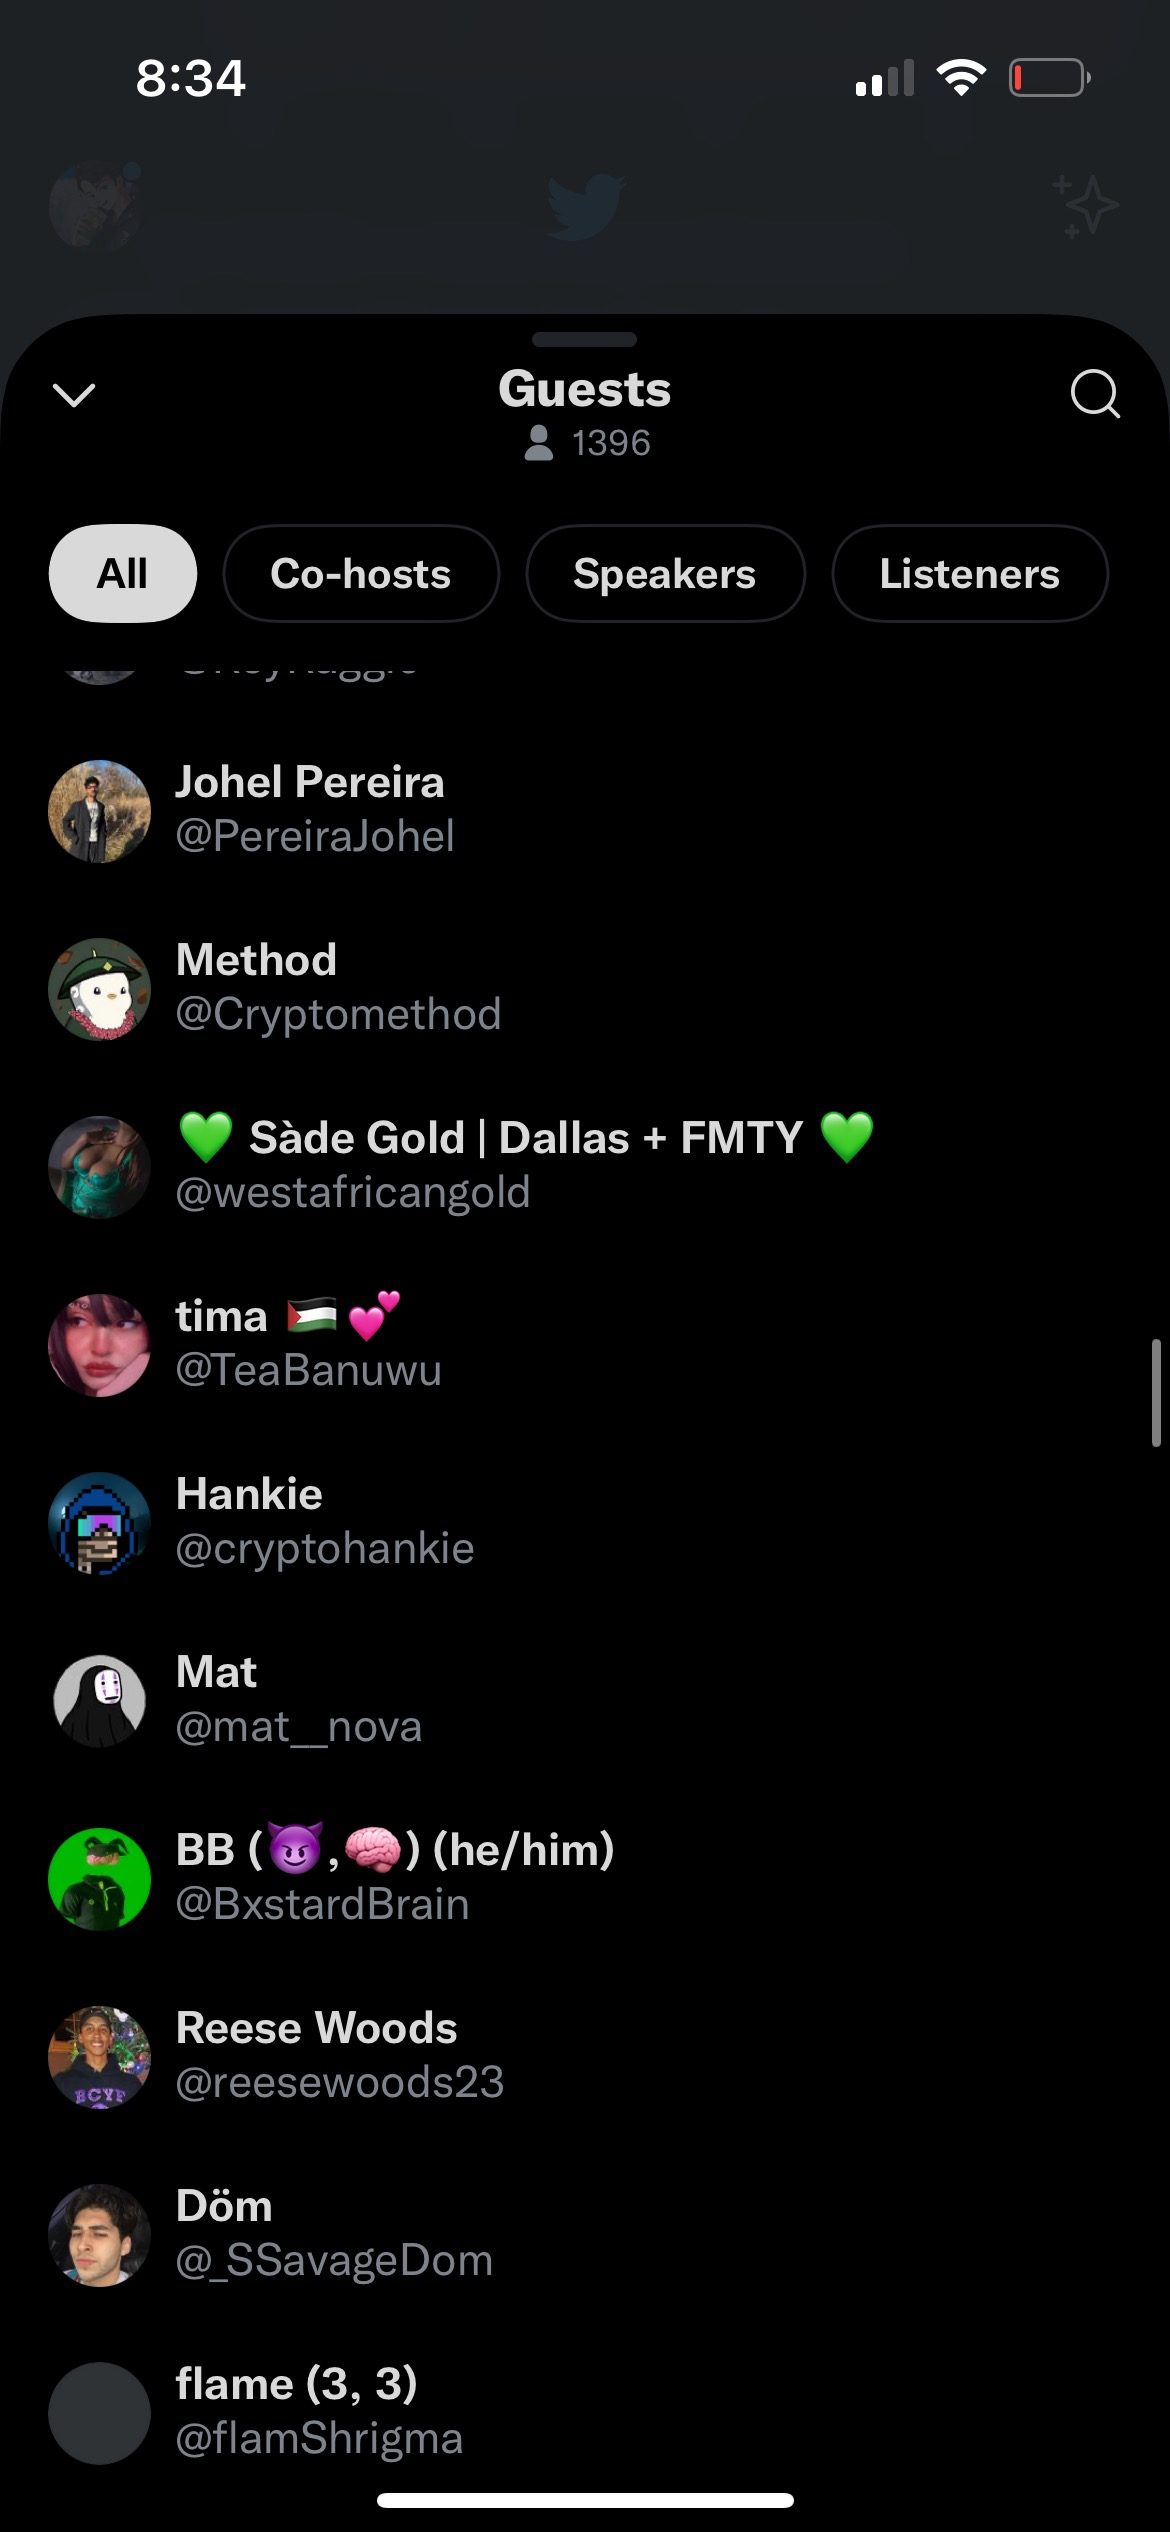 8:34
Guests
1396
All
Co-hosts
Speakers
Listeners
Johel Pereira
@PereiraJohel
Method
@Cryptomethod
💚 Sàde Gold | Dallas + FMTY 💚
@westafricangold
tima 🇵🇸 💕
@TeaBanuwu
Hankie
@cryptohankie
Mat
@mat__nova
BB (😈,🧠) (he/him)
@BxstardBrain
Reese Woods
@reesewoods23
Döm
@_SSavageDom
flame (3, 3)
@flamShrigma